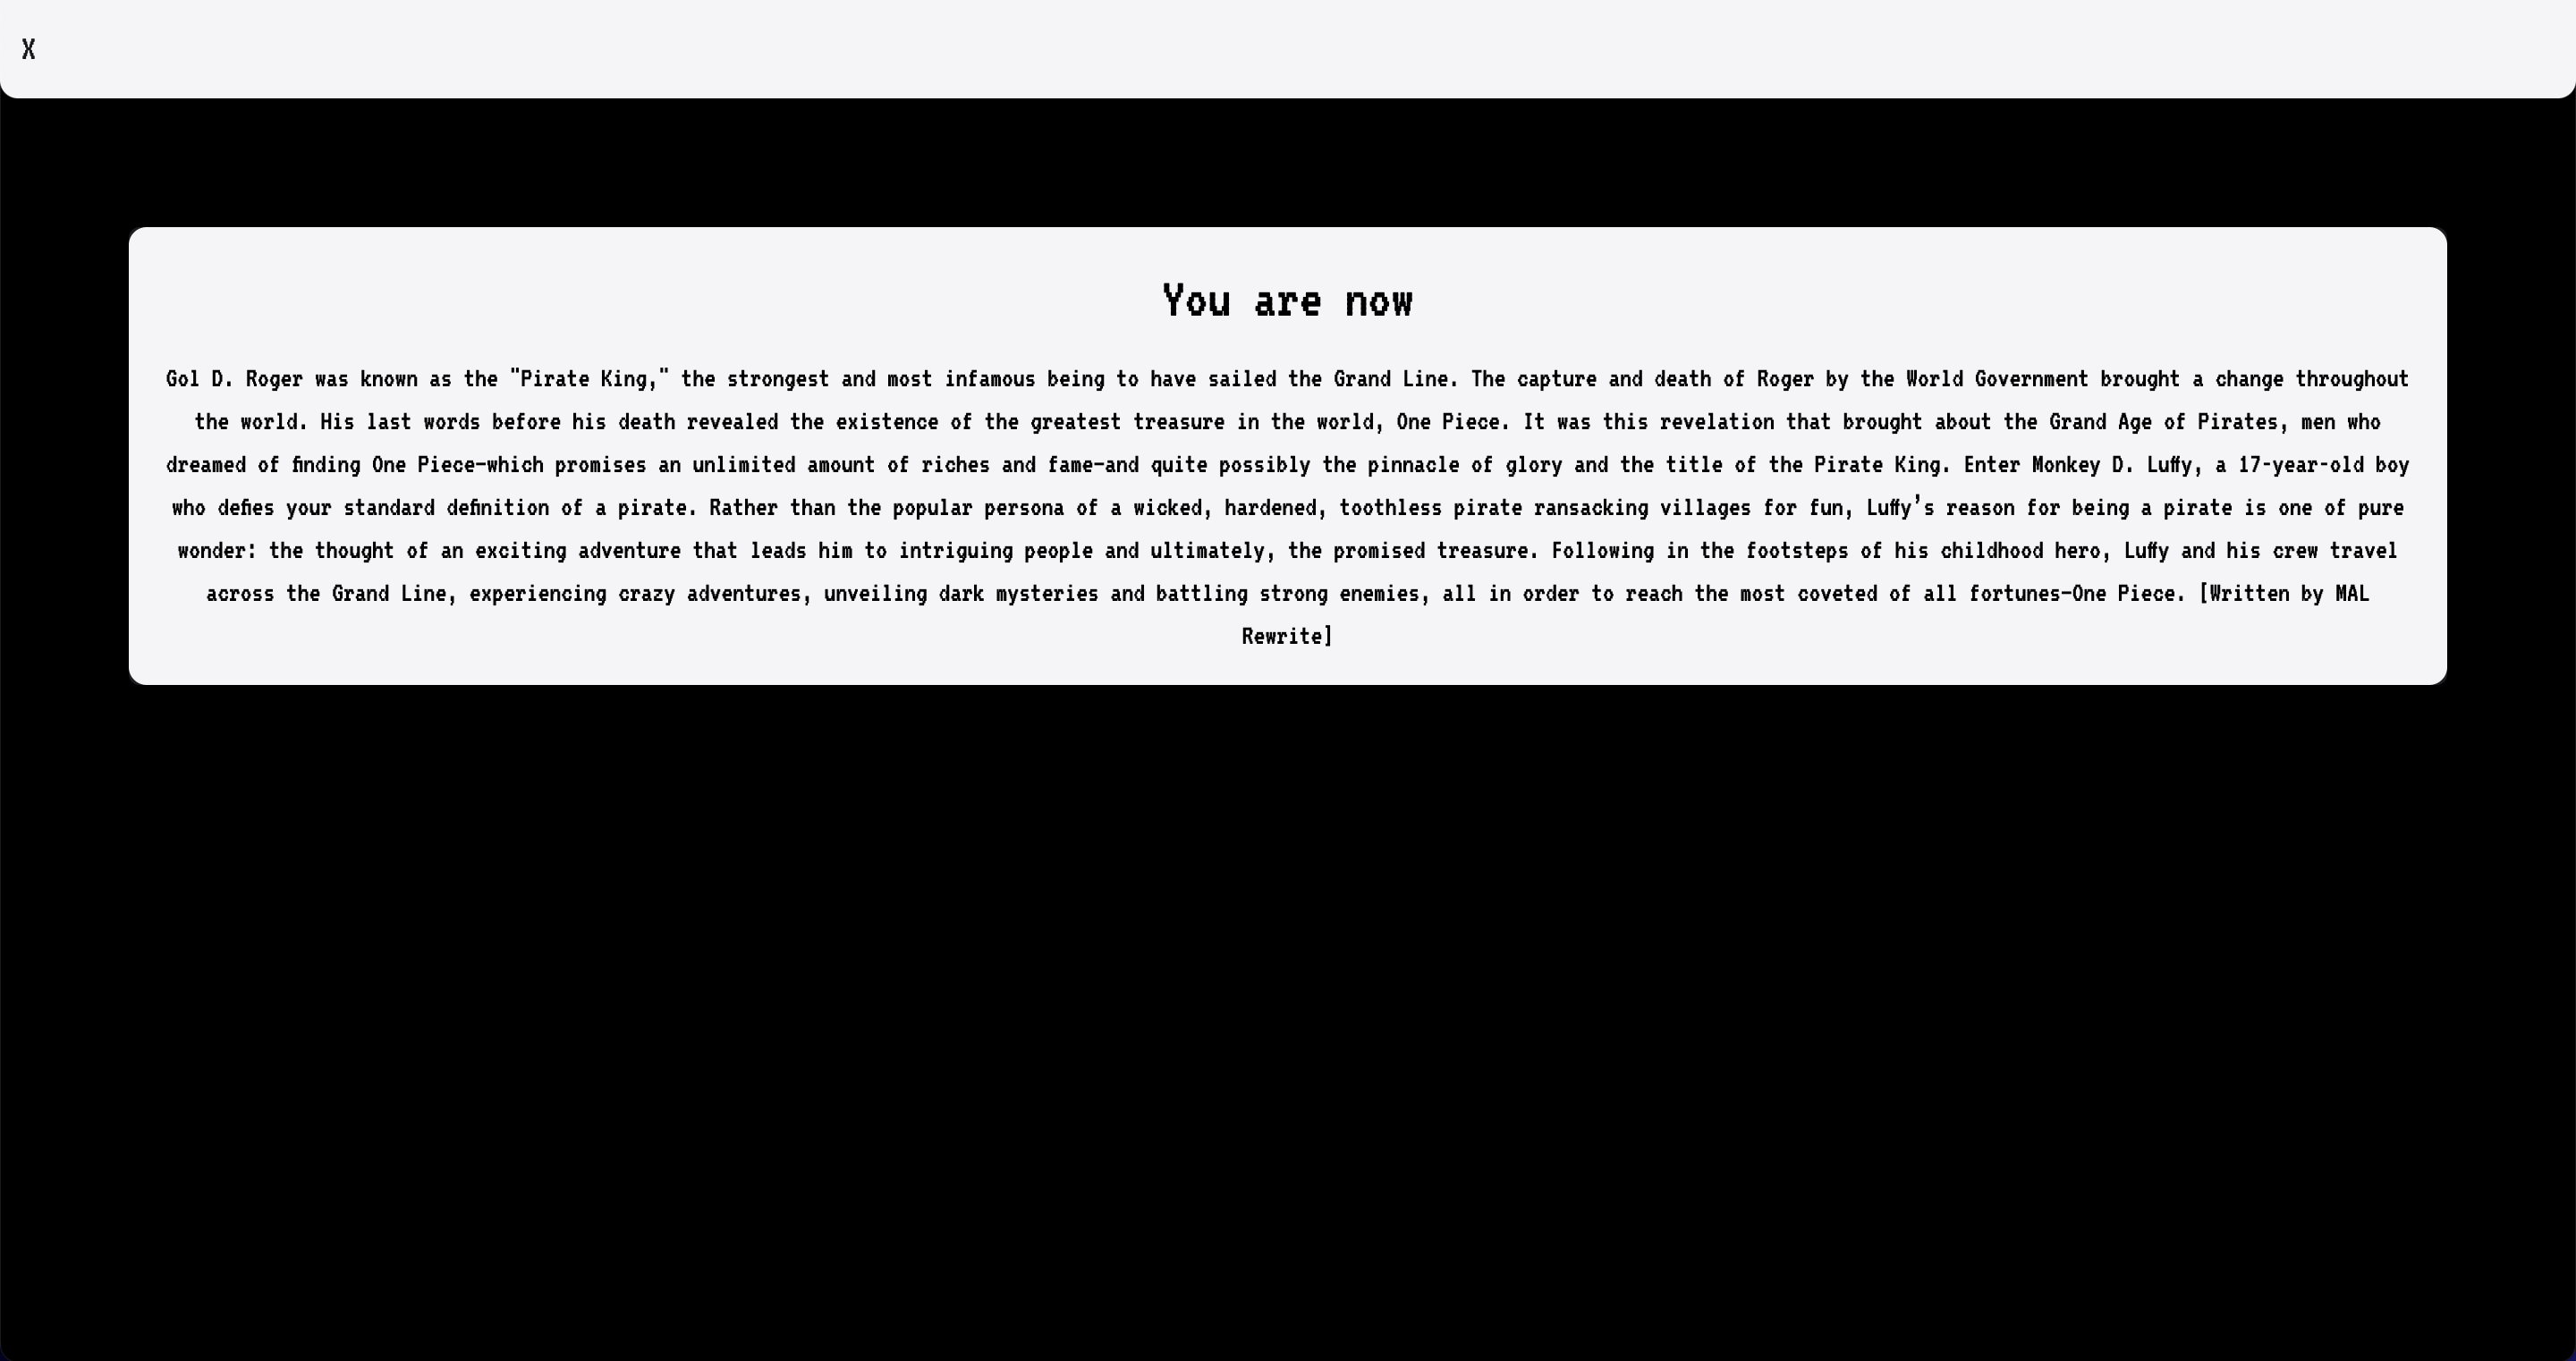 X
You are now
Gol D. Roger was known as the "Pirate King," the strongest and most infamous being to have sailed the Grand Line. The capture and death of Roger by the World Government brought a change throughout
the world. His last words before his death revealed the existence of the greatest treasure in the world, One Piece. It was this revelation that brought about the Grand Age of Pirates, men who
dreamed of finding One Piece—which promises an unlimited amount of riches and fame—and quite possibly the pinnacle of glory and the title of the Pirate King. Enter Monkey D. Luffy, a 17-year-old boy
who defies your standard definition of a pirate. Rather than the popular persona of a wicked, hardened, toothless pirate ransacking villages for fun, Luffy’s reason for being a pirate is one of pure
wonder: the thought of an exciting adventure that leads him to intriguing people and ultimately, the promised treasure. Following in the footsteps of his childhood hero, Luffy and his crew travel
across the Grand Line, experiencing crazy adventures, unveiling dark mysteries and battling strong enemies, all in order to reach the most coveted of all fortunes—One Piece. [Written by MAL
Rewrite]